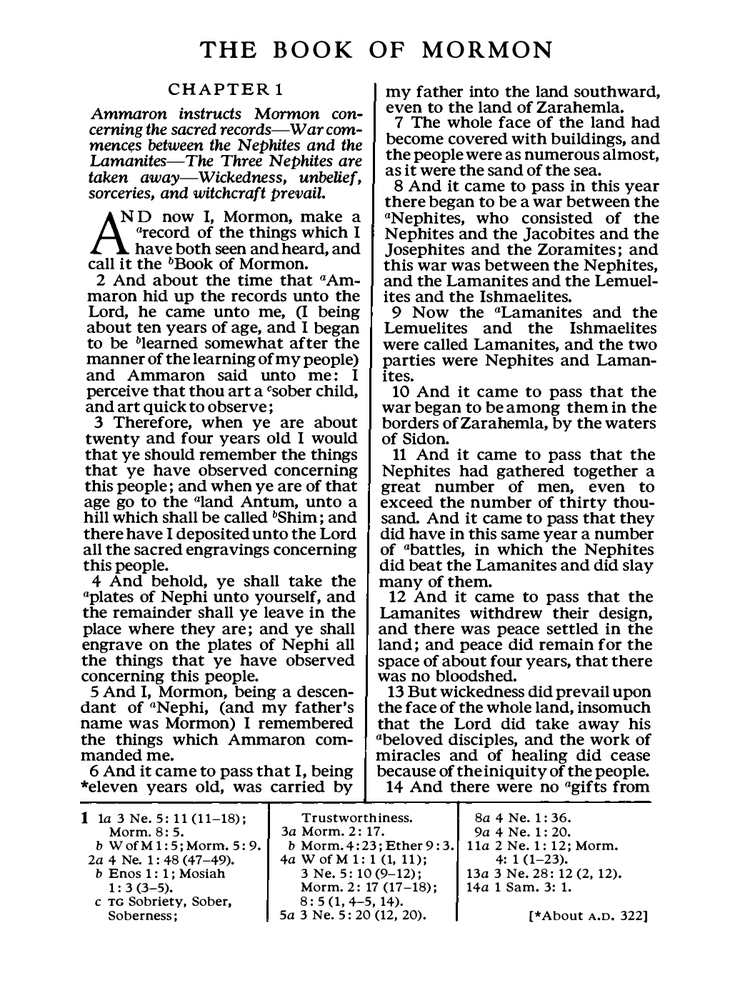 THE BOOK OF MORMON
CHAPTER 1
Ammaron instructs Mormon con-
cerning the sacred records—War com-
mences between the Nephites and the
Lamanites—The Three Nephites are
taken away—Wickedness, unbelief,
sorceries, and witchcraft prevail.
AND now I, Mormon, make a
arecord of the things which I
have both seen and heard, and
call it the bBook of Mormon.
2 And about the time that aAm-
maron hid up the records unto the
Lord, he came unto me, (I being
about ten years of age, and I began
to be blearned somewhat after the
manner of the learning of my people)
and Ammaron said unto me: I
perceive that thou art a csober child,
and art quick to observe;
3 Therefore, when ye are about
twenty and four years old I would
that ye should remember the things
that ye have observed concerning
this people; and when ye are of that
age go to the aland Antum, unto a
hill which shall be called bShim; and
there have I deposited unto the Lord
all the sacred engravings concerning
this people.
4 And behold, ye shall take the
aplates of Nephi unto yourself, and
the remainder shall ye leave in the
place where they are; and ye shall
engrave on the plates of Nephi all
the things that ye have observed
concerning this people.
5 And I, Mormon, being a descen-
dant of aNephi, (and my father's
name was Mormon) I remembered
the things which Ammaron com-
manded me.
6 And it came to pass that I, being
*eleven years old, was carried by
my father into the land southward,
even to the land of Zarahemla.
7 The whole face of the land had
become covered with buildings, and
the people were as numerous almost,
as it were the sand of the sea.
8 And it came to pass in this year
there began to be a war between the
aNephites, who consisted of the
Nephites and the Jacobites and the
Josephites and the Zoramites; and
this war was between the Nephites,
and the Lamanites and the Lemuel-
ites and the Ishmaelites.
9 Now the aLamanites and the
Lemuelites and the Ishmaelites
were called Lamanites, and the two
parties were Nephites and Laman-
ites.
10 And it came to pass that the
war began to be among them in the
borders of Zarahemla, by the waters
of Sidon.
11 And it came to pass that the
Nephites had gathered together a
great number of men, even to
exceed the number of thirty thou-
sand. And it came to pass that they
did have in this same year a number
of abattles, in which the Nephites
did beat the Lamanites and did slay
many of them.
12 And it came to pass that the
Lamanites withdrew their design,
and there was peace settled in the
land; and peace did remain for the
space of about four years, that there
was no bloodshed.
13 But wickedness did prevail upon
the face of the whole land, insomuch
that the Lord did take away his
abeloved disciples, and the work of
miracles and of healing did cease
because of the iniquity of the people.
14 And there were no agifts from
1 1a 3 Ne. 5: 11 (11–18);
Morm. 8: 5.
b W of M 1: 5; Morm. 5: 9.
2a 4 Ne. 1: 48 (47–49).
b Enos 1: 1; Mosiah
1: 3 (3–5).
c TG Sobriety, Sober,
Soberness;
Trustworthiness.
3a Morm. 2: 17.
b Morm. 4: 23; Ether 9: 3.
4a W of M 1: 1 (1, 11);
3 Ne. 5: 10 (9–12);
Morm. 2: 17 (17–18);
8: 5 (1, 4–5, 14).
5a 3 Ne. 5: 20 (12, 20).
8a 4 Ne. 1: 36.
9a 4 Ne. 1: 20.
11a 2 Ne. 1: 12; Morm.
4: 1 (1–23).
13a 3 Ne. 28: 12 (2, 12).
14a 1 Sam. 3: 1.
[*About A.D. 322]